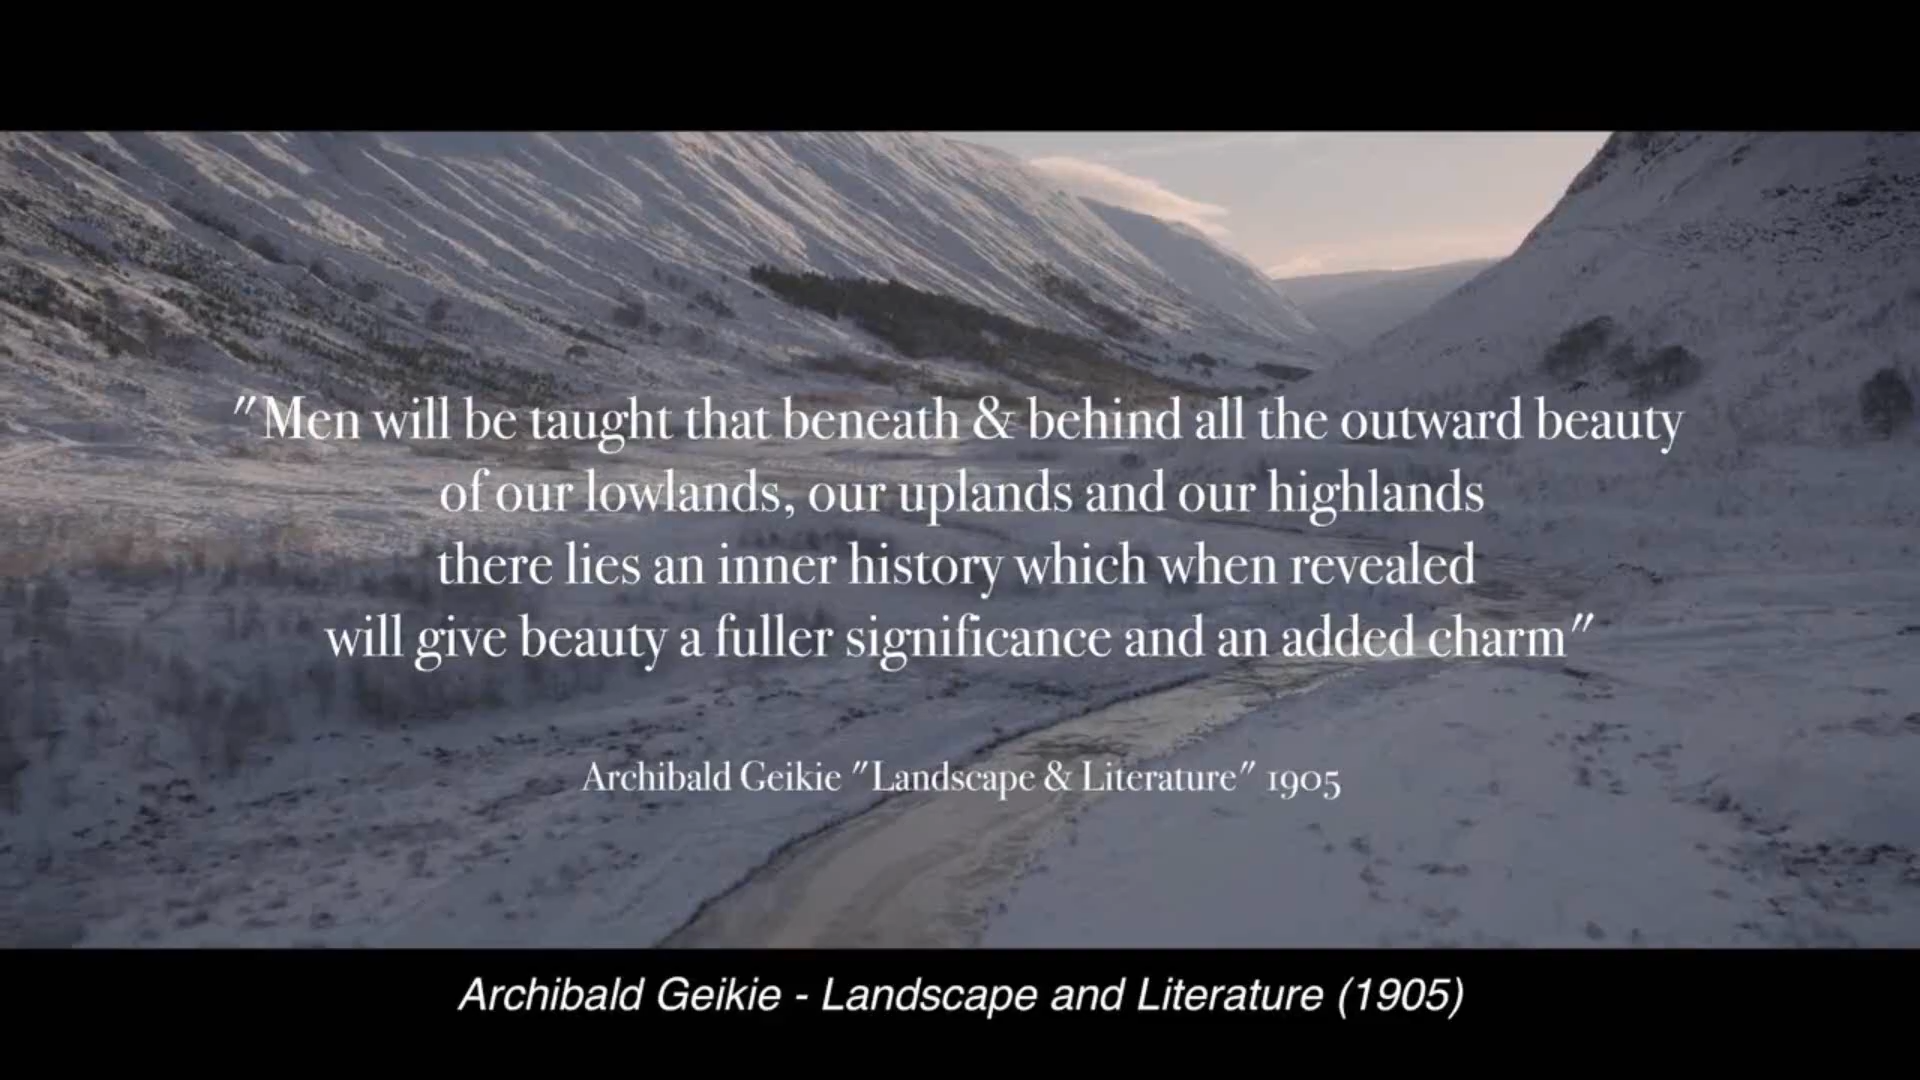 "Men will be taught that beneath & behind all the outward beauty
of our lowlands, our uplands and our highlands
there lies an inner history which when revealed
will give beauty a fuller significance and an added charm"
Archibald Geikie "Landscape & Literature" 1905
Archibald Geikie - Landscape and Literature (1905)